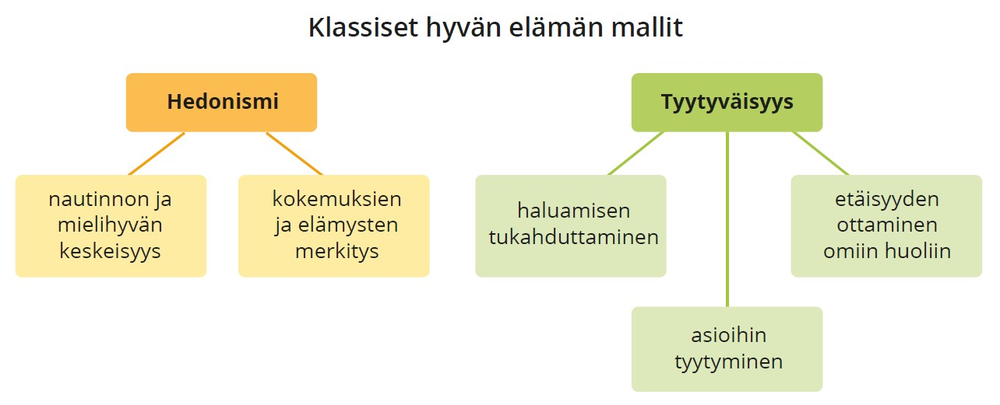 Klassiset hyvän elämän mallit
Hedonismi
nautinnon ja
mielihyvän
keskeisyys
kokemuksien
ja elämysten
merkitys
Tyytyväisyys
haluamisen
tukahduttaminen
asioihin
tyytyminen
etäisyyden
ottaminen
omiin huoliin